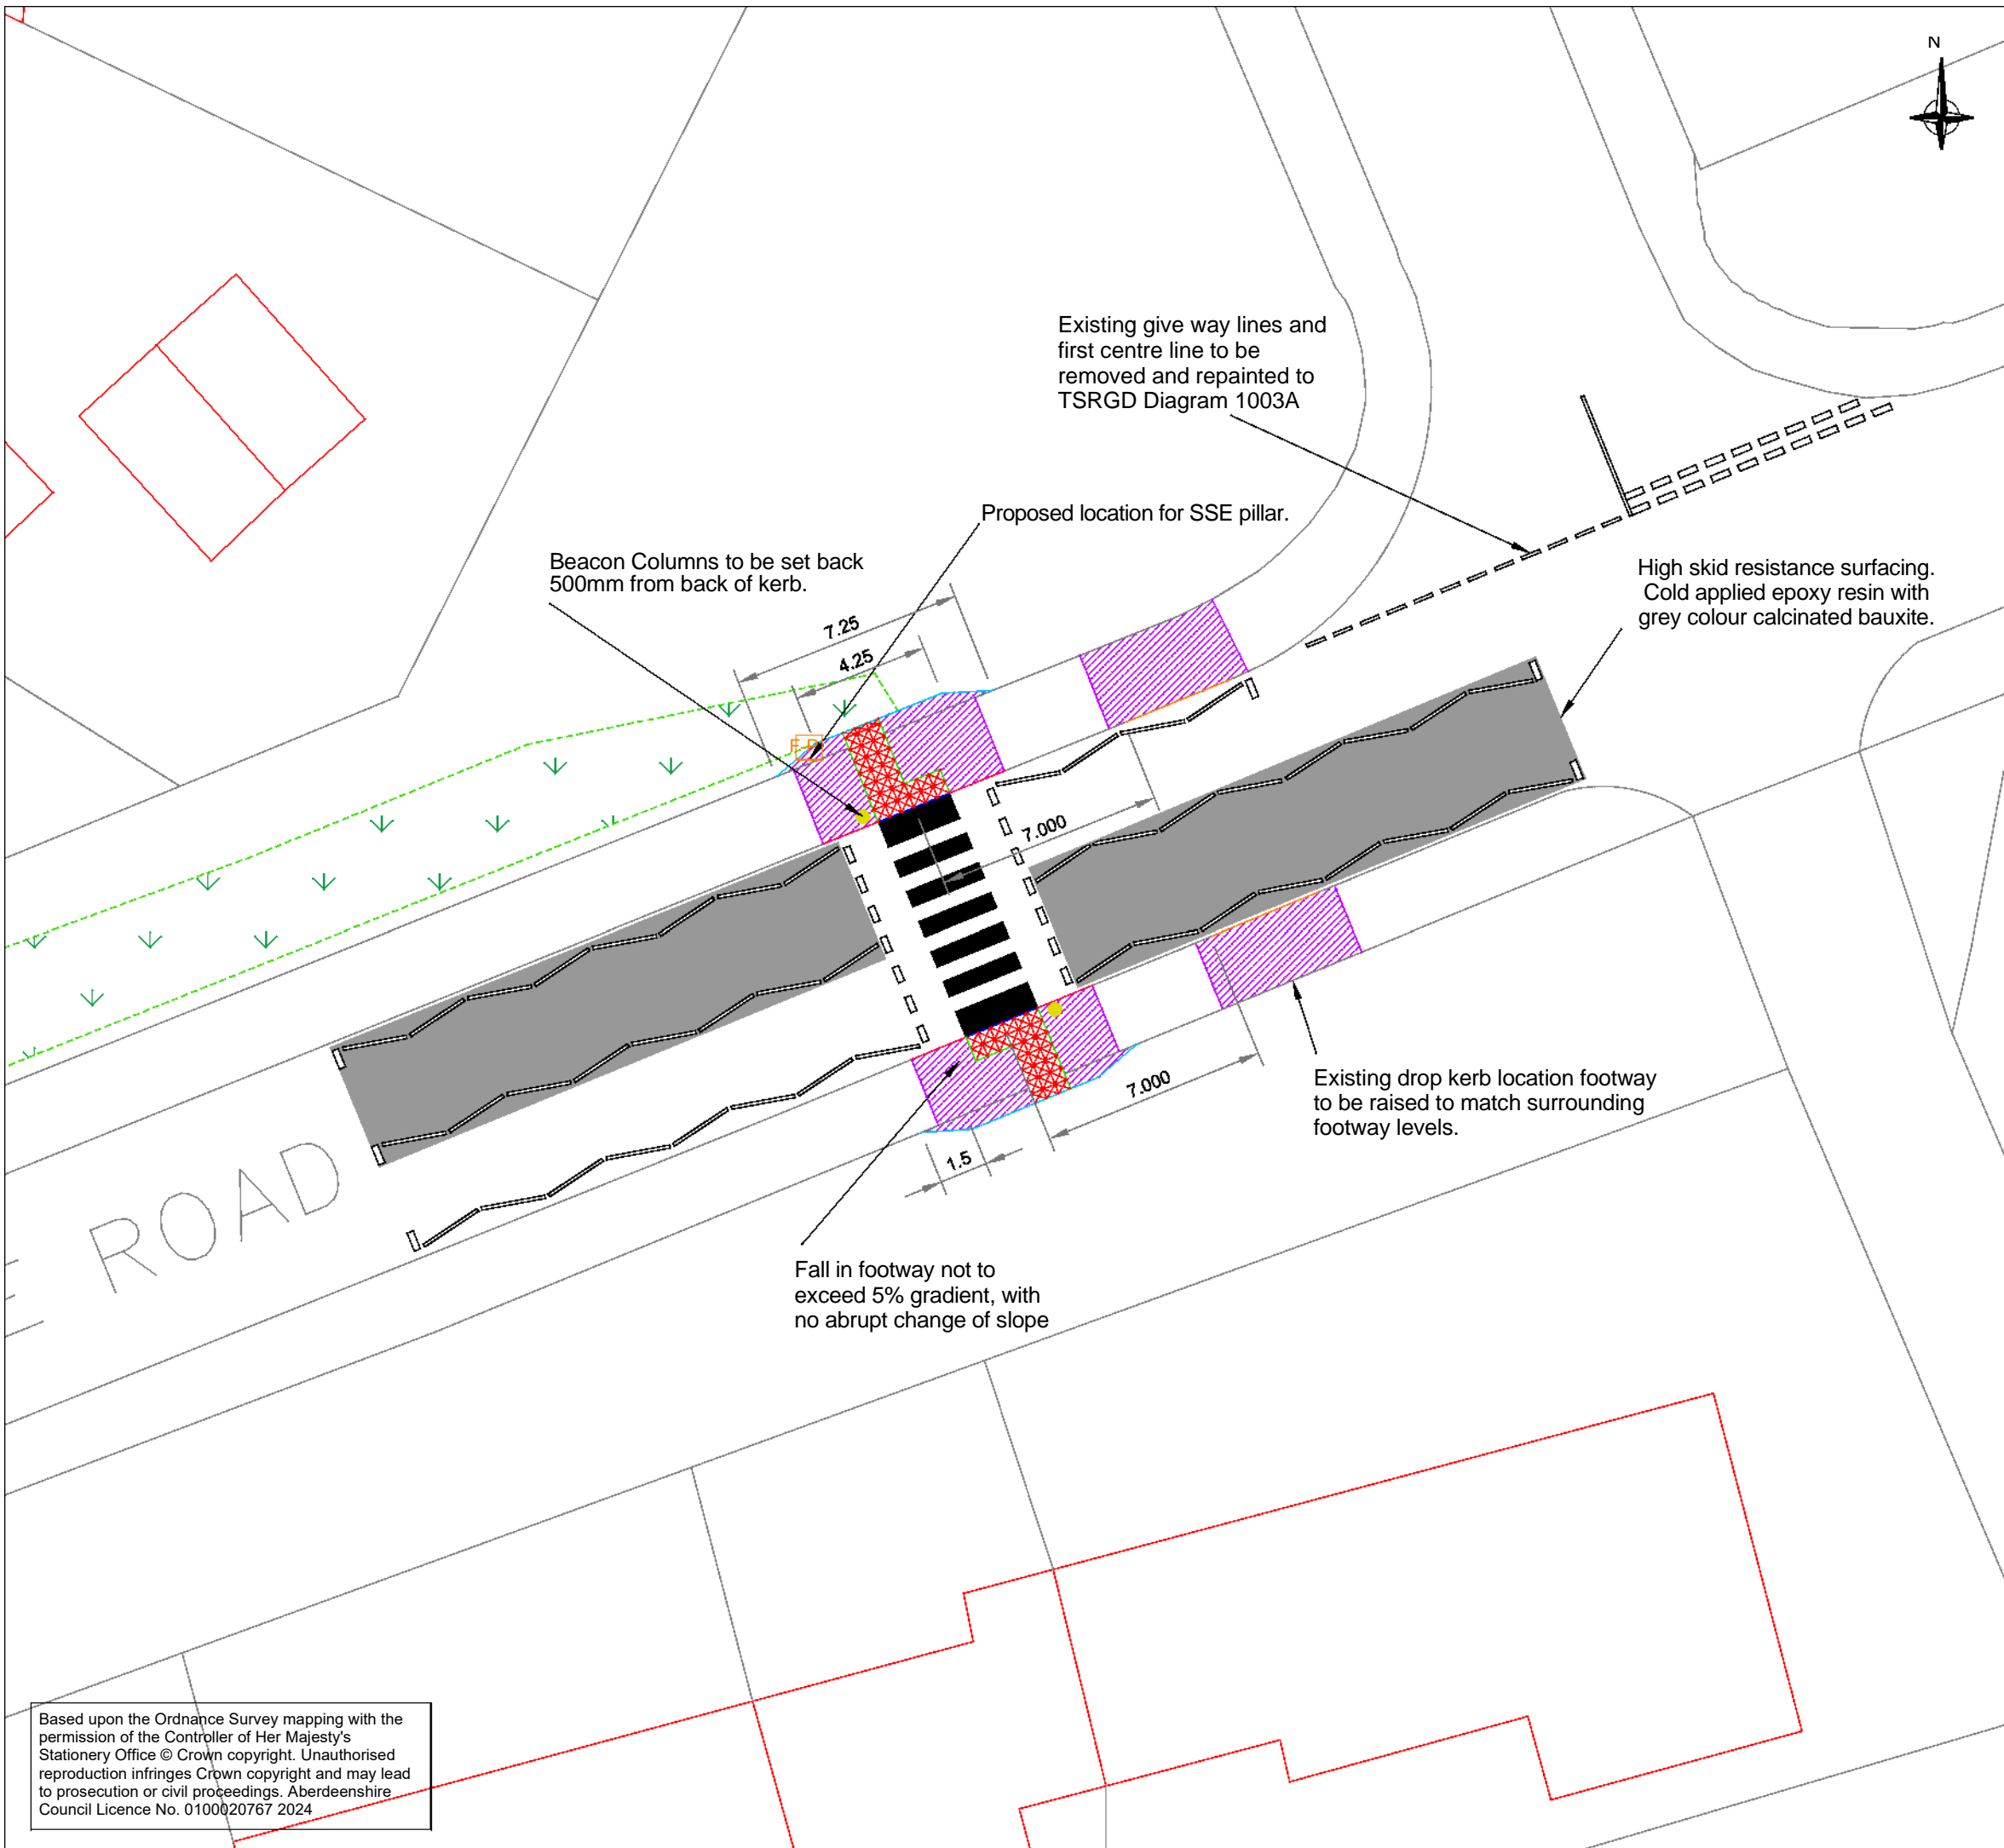 N
Existing give way lines and
first centre line to be
removed and repainted to
TSRGD Diagram 1003A
Proposed location for SSE pillar.
Beacon Columns to be set back
500mm from back of kerb.
High skid resistance surfacing.
Cold applied epoxy resin with
grey colour calcinated bauxite.
7.25
4.25
7.000
7.000
Existing drop kerb location footway
to be raised to match surrounding
footway levels.
1.5
E ROAD
Fall in footway not to
exceed 5% gradient, with
no abrupt change of slope
Based upon the Ordnance Survey mapping with the
permission of the Controller of Her Majesty's
Stationery Office © Crown copyright. Unauthorised
reproduction infringes Crown copyright and may lead
to prosecution or civil proceedings. Aberdeenshire
Council Licence No. 0100020767 2024